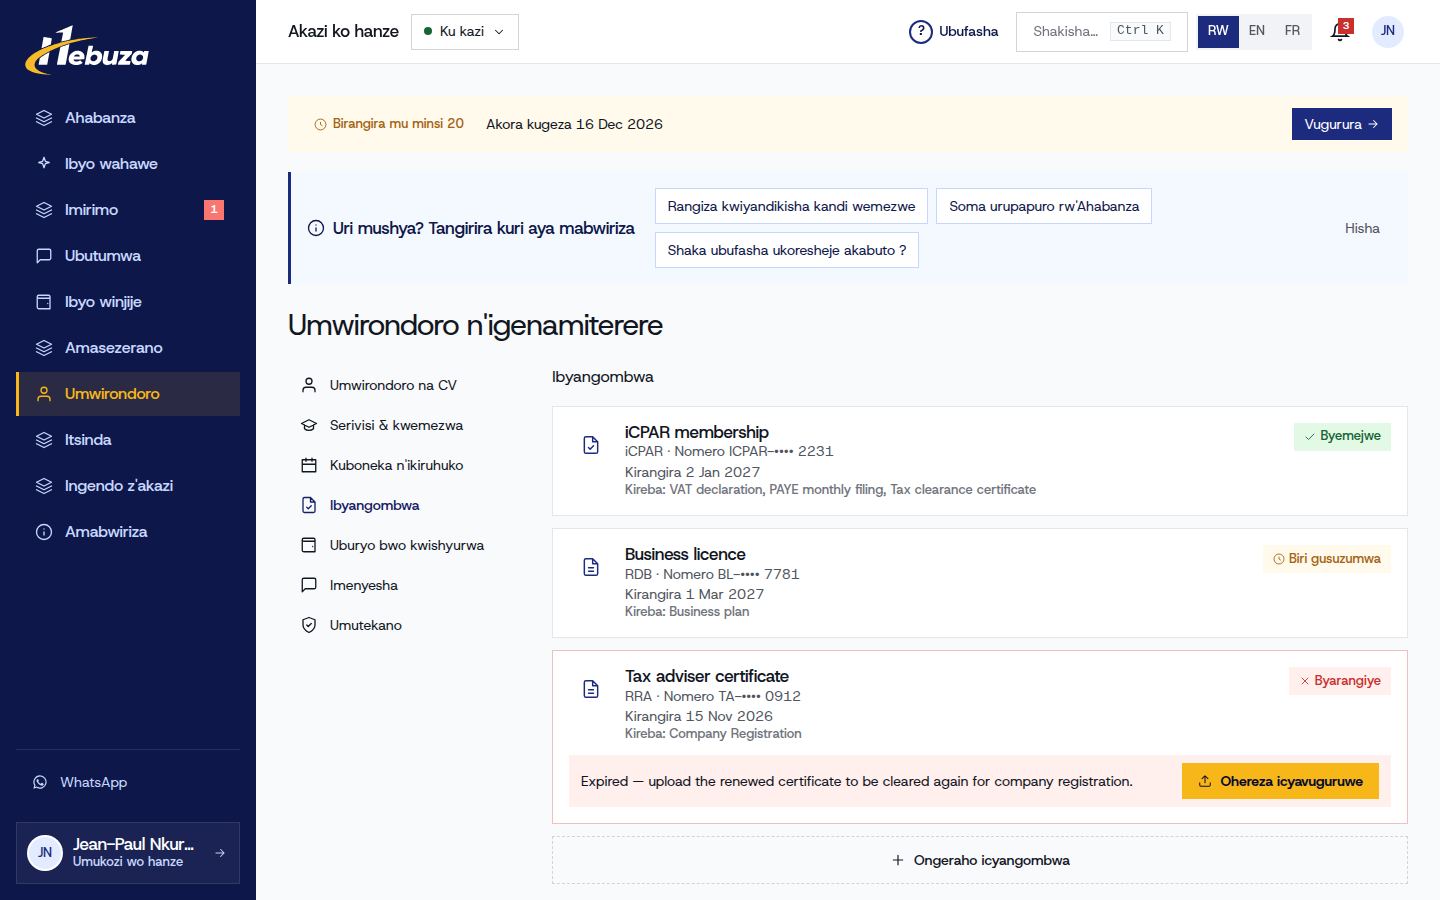 Hebuza
Ahabanza
Ibyo wahawe
Imirimo 1
Ubutumwa
Ibyo winjije
Amasezerano
Umwirondoro
Itsinda
Ingendo z'akazi
Amabwiriza
WhatsApp
JN Jean-Paul Nkur...
Umukozi wo hanze
Akazi ko hanze
Ku kazi
? Ubufasha
Shakisha... Ctrl K
RW EN FR
3
JN
Birangira mu minsi 20 Akora kugeza 16 Dec 2026 Vugurura →
Uri mushya? Tangirira kuri aya mabwiriza
Rangiza kwiyandikisha kandi wemezwe
Soma urupapuro rw'Ahabanza
Shaka ubufasha ukoresheje akabuto ?
Hisha
Umwirondoro n'igenamiterere
Umwirondoro na CV
Serivisi & kwemezwa
Kuboneka n'ikiruhuko
Ibyangombwa
Uburyo bwo kwishyurwa
Imenyesha
Umutekano
Ibyangombwa
iCPAR membership
iCPAR · Nomero ICPAR-•••• 2231
Kirangira 2 Jan 2027
Kireba: VAT declaration, PAYE monthly filing, Tax clearance certificate
Byemejwe
Business licence
RDB · Nomero BL-•••• 7781
Kirangira 1 Mar 2027
Kireba: Business plan
Biri gusuzumwa
Tax adviser certificate
RRA · Nomero TA-•••• 0912
Kirangira 15 Nov 2026
Kireba: Company Registration
Byarangiye
Expired — upload the renewed certificate to be cleared again for company registration.
Ohereza icyavuguruwe
+ Ongeraho icyangombwa